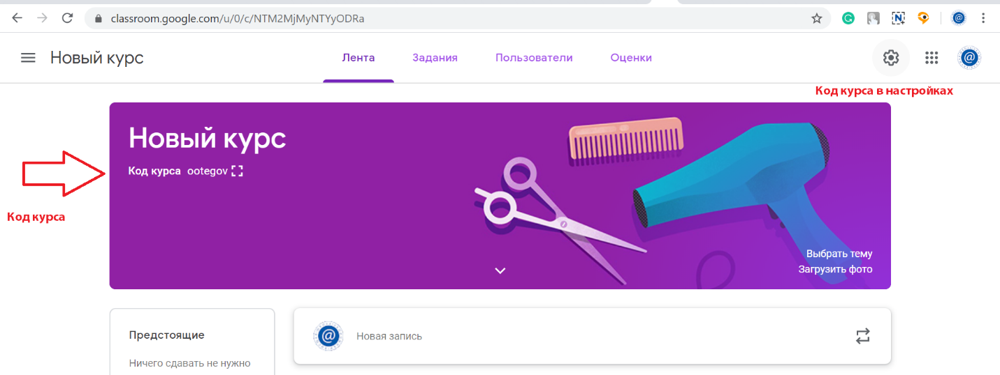 classroom.google.com/u/0/c/NTM2MjMyNTYyODRa
Новый курс
Лента
Задания
Пользователи
Оценки
Код курса в настройках
Новый курс
Код курса ootegov
Код курса
Выбрать тему
Загрузить фото
Предстоящие
Новая запись
Ничего сдавать не нужно